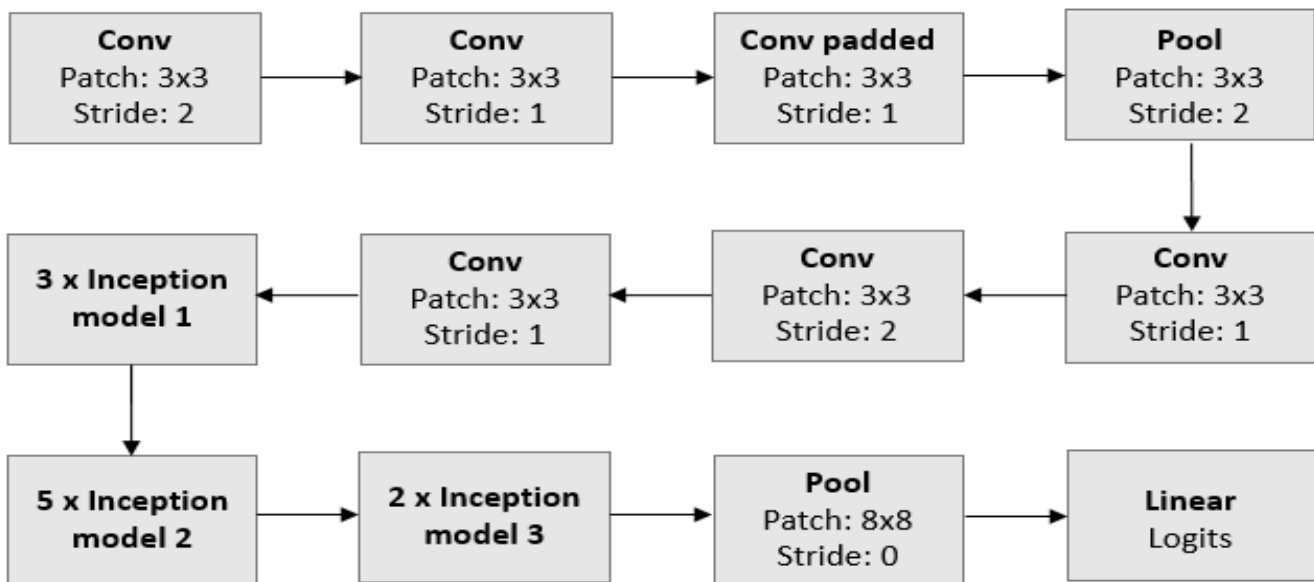 Conv
Patch: 3x3
Stride: 2
Conv
Patch: 3x3
Stride: 1
Conv padded
Patch: 3x3
Stride: 1
Pool
Patch: 3x3
Stride: 2
Conv
Patch: 3x3
Stride: 1
Conv
Patch: 3x3
Stride: 2
Conv
Patch: 3x3
Stride: 1
3 x Inception
model 1
5 x Inception
model 2
2 x Inception
model 3
Pool
Patch: 8x8
Stride: 0
Linear
Logits